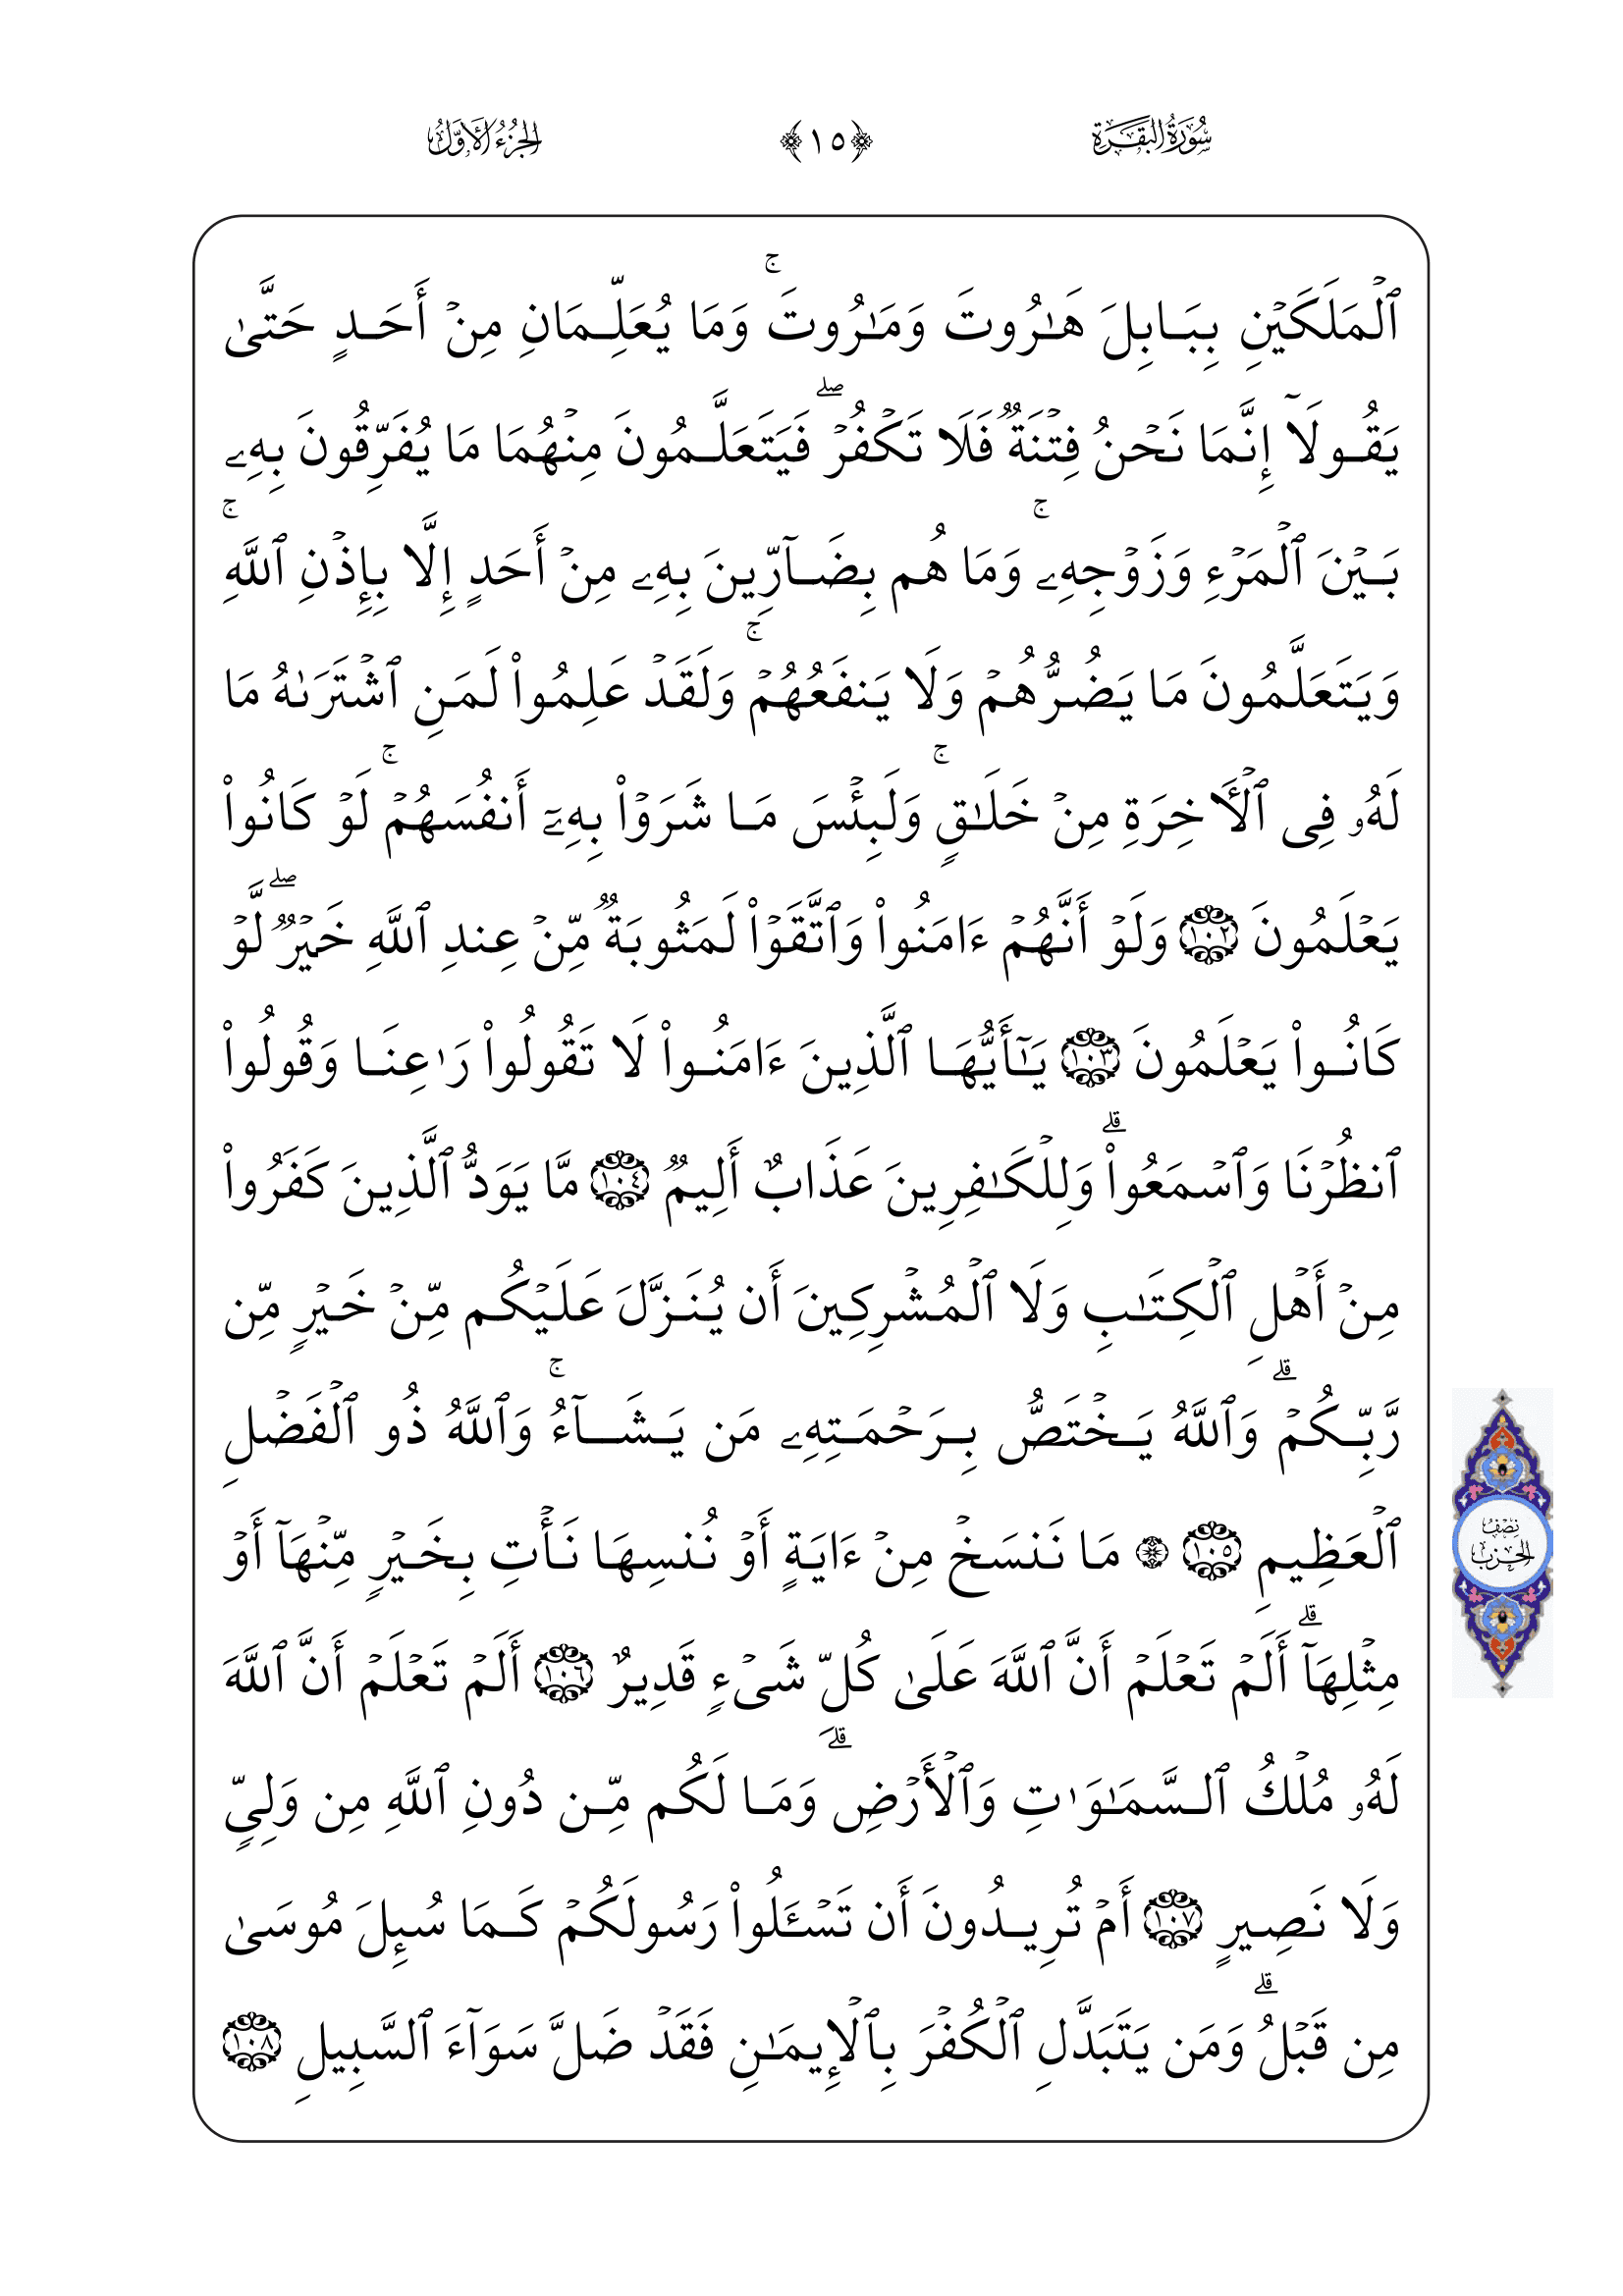 سُورَةُ البَقَرَةِ
﴿١٥﴾
الجُزْءُ الأَوَّلُ
ٱلۡمَلَكَيۡنِ بِبَابِلَ هَٰرُوتَ وَمَٰرُوتَۚ وَمَا يُعَلِّمَانِ مِنۡ أَحَدٍ حَتَّىٰ
يَقُولَآ إِنَّمَا نَحۡنُ فِتۡنَةٞ فَلَا تَكۡفُرۡۖ فَيَتَعَلَّمُونَ مِنۡهُمَا مَا يُفَرِّقُونَ بِهِۦ
بَيۡنَ ٱلۡمَرۡءِ وَزَوۡجِهِۦۚ وَمَا هُم بِضَآرِّينَ بِهِۦ مِنۡ أَحَدٍ إِلَّا بِإِذۡنِ ٱللَّهِۚ
وَيَتَعَلَّمُونَ مَا يَضُرُّهُمۡ وَلَا يَنفَعُهُمۡۚ وَلَقَدۡ عَلِمُواْ لَمَنِ ٱشۡتَرَىٰهُ مَا
لَهُۥ فِى ٱلۡأٓخِرَةِ مِنۡ خَلَٰقٖۚ وَلَبِئۡسَ مَا شَرَوۡاْ بِهِۦٓ أَنفُسَهُمۡۚ لَوۡ كَانُواْ
يَعۡلَمُونَ ١٠٢ وَلَوۡ أَنَّهُمۡ ءَامَنُواْ وَٱتَّقَوۡاْ لَمَثُوبَةٞ مِّنۡ عِندِ ٱللَّهِ خَيۡرٞۖ لَّوۡ
كَانُواْ يَعۡلَمُونَ ١٠٣ يَٰٓأَيُّهَا ٱلَّذِينَ ءَامَنُواْ لَا تَقُولُواْ رَٰعِنَا وَقُولُواْ
ٱنظُرۡنَا وَٱسۡمَعُواْۗ وَلِلۡكَٰفِرِينَ عَذَابٌ أَلِيمٞ ١٠٤ مَّا يَوَدُّ ٱلَّذِينَ كَفَرُواْ
مِنۡ أَهۡلِ ٱلۡكِتَٰبِ وَلَا ٱلۡمُشۡرِكِينَ أَن يُنَزَّلَ عَلَيۡكُم مِّنۡ خَيۡرٖ مِّن
رَّبِّكُمۡۗ وَٱللَّهُ يَخۡتَصُّ بِرَحۡمَتِهِۦ مَن يَشَآءُۚ وَٱللَّهُ ذُو ٱلۡفَضۡلِ
ٱلۡعَظِيمِ ١٠٥ ۞ مَا نَنسَخۡ مِنۡ ءَايَةٍ أَوۡ نُنسِهَا نَأۡتِ بِخَيۡرٖ مِّنۡهَآ أَوۡ
مِثۡلِهَآۗ أَلَمۡ تَعۡلَمۡ أَنَّ ٱللَّهَ عَلَىٰ كُلِّ شَىۡءٖ قَدِيرٌ ١٠٦ أَلَمۡ تَعۡلَمۡ أَنَّ ٱللَّهَ
لَهُۥ مُلۡكُ ٱلسَّمَٰوَٰتِ وَٱلۡأَرۡضِۗ وَمَا لَكُم مِّن دُونِ ٱللَّهِ مِن وَلِيّٖ
وَلَا نَصِيرٍ ١٠٧ أَمۡ تُرِيدُونَ أَن تَسۡـَٔلُواْ رَسُولَكُمۡ كَمَا سُئِلَ مُوسَىٰ
مِن قَبۡلُۗ وَمَن يَتَبَدَّلِ ٱلۡكُفۡرَ بِٱلۡإِيمَٰنِ فَقَدۡ ضَلَّ سَوَآءَ ٱلسَّبِيلِ ١٠٨
نِصْفُ
الحِزْبِ